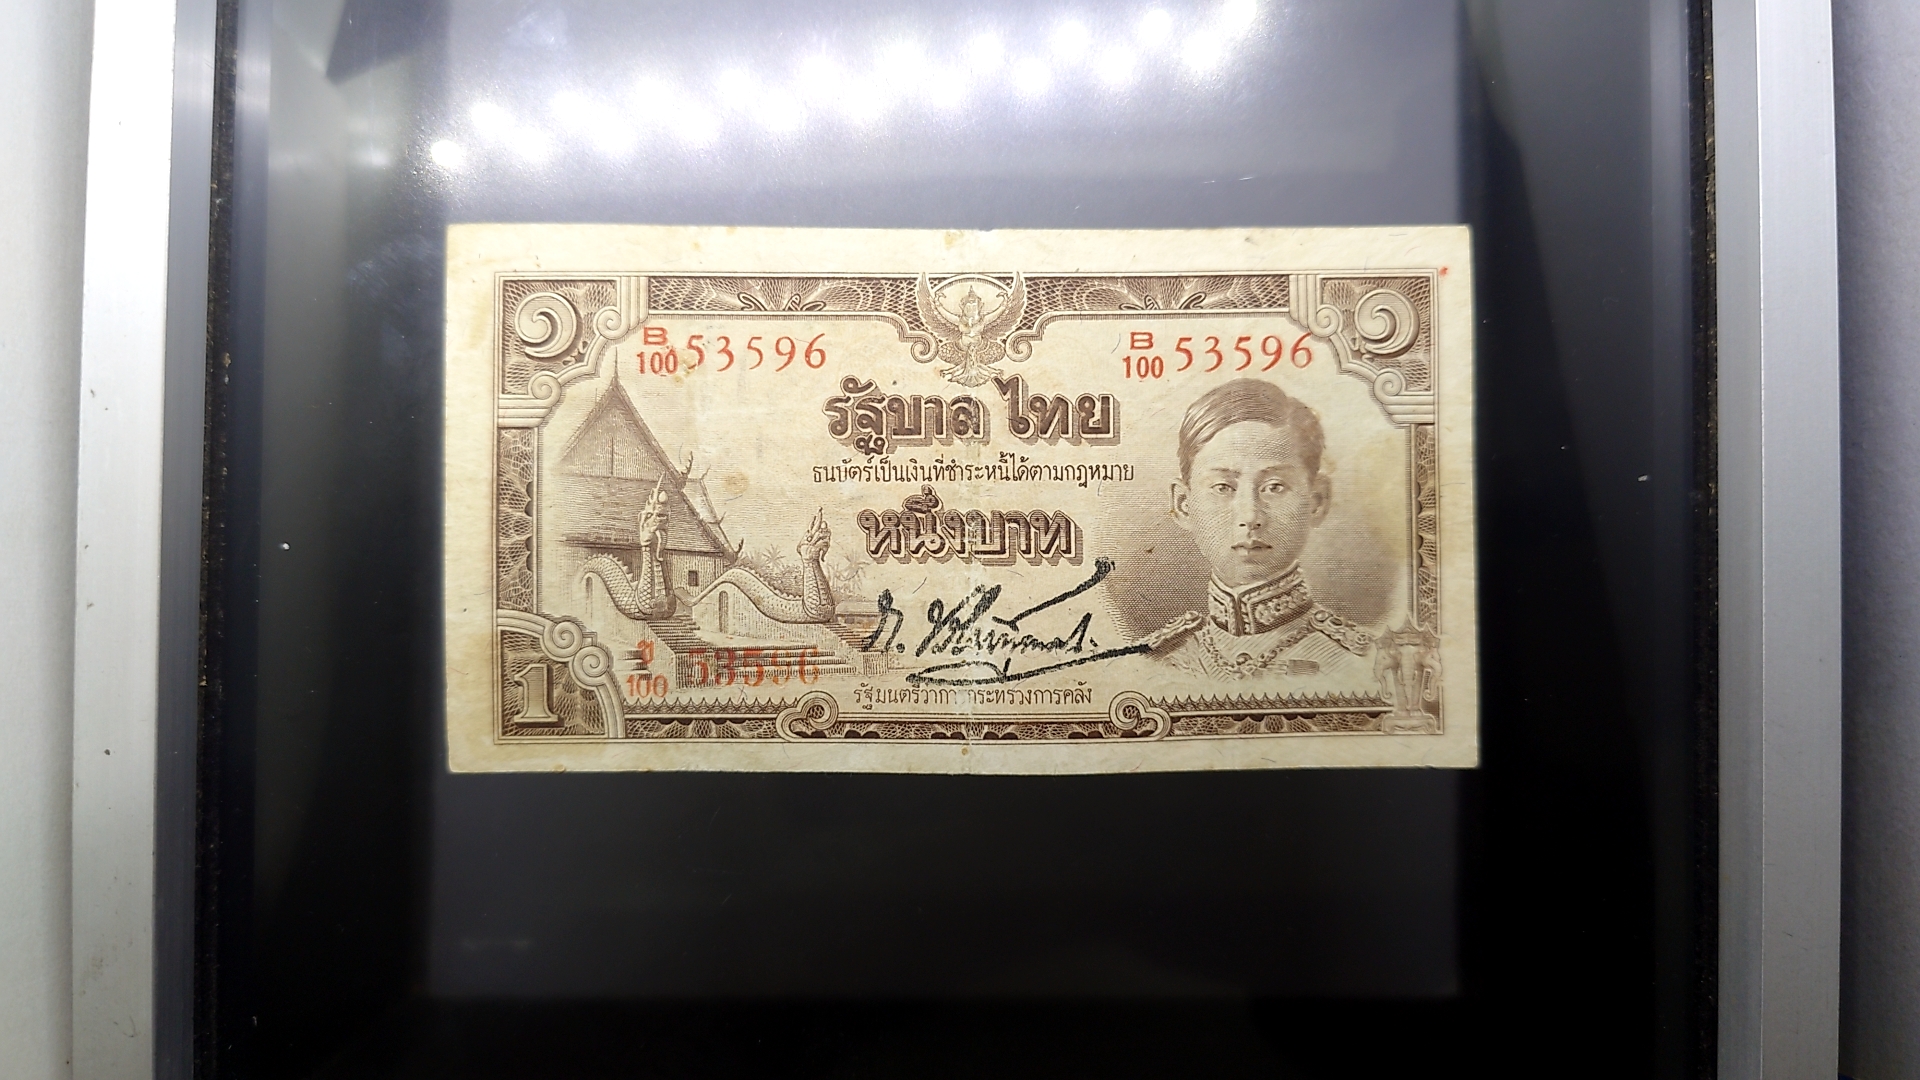 ๑ ๑
B/100 53596 B/100 53596
รัฐบาล ไทย
ธนบัตร์เป็นเงินที่ชำระหนี้ได้ตามกฎหมาย
หนึ่งบาท
1
100 53596
รัฐมนตรีว่าการกระทรวงการคลัง